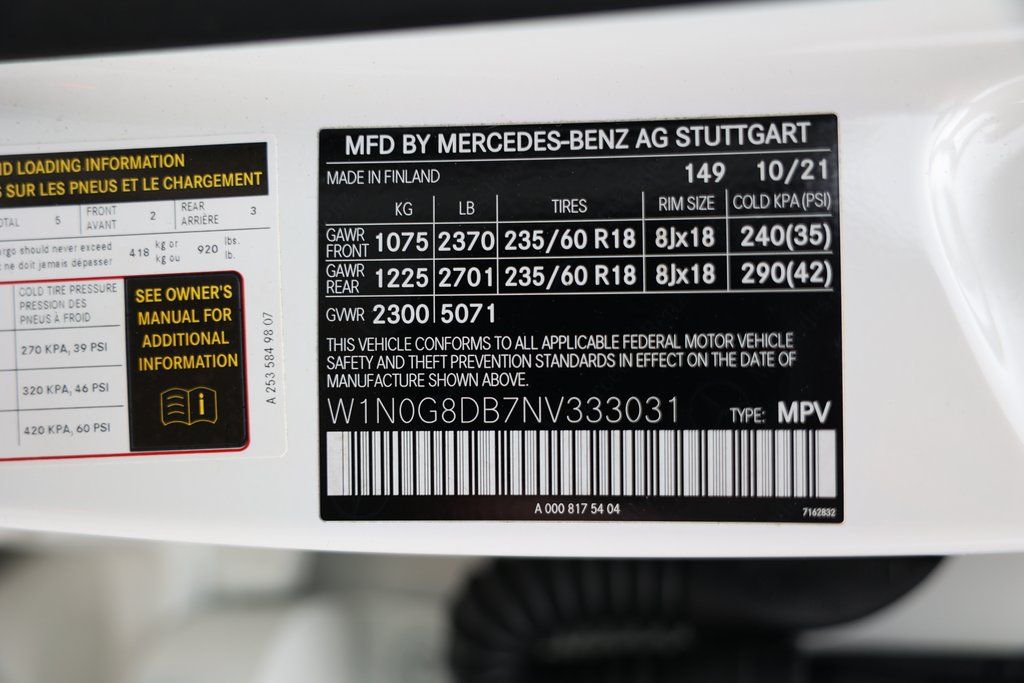 ND LOADING INFORMATION
SUR LES PNEUS ET LE CHARGEMENT
OTAL 5 FRONT AVANT 2 REAR ARRIÈRE 3
argo should never exceed
ne doit jamais dépasser
418 kg or kg ou 920 lbs. lb.
COLD TIRE PRESSURE
PRESSION DES
PNEUS À FROID
270 KPA, 39 PSI
320 KPA, 46 PSI
420 KPA, 60 PSI
SEE OWNER'S
MANUAL FOR
ADDITIONAL
INFORMATION
i
A 253 584 98 07
MFD BY MERCEDES-BENZ AG STUTTGART
MADE IN FINLAND 149 10/21
KG LB TIRES RIM SIZE COLD KPA (PSI)
GAWR FRONT 1075 2370 235/60 R18 8Jx18 240(35)
GAWR REAR 1225 2701 235/60 R18 8Jx18 290(42)
GVWR 2300 5071
THIS VEHICLE CONFORMS TO ALL APPLICABLE FEDERAL MOTOR VEHICLE
SAFETY AND THEFT PREVENTION STANDARDS IN EFFECT ON THE DATE OF
MANUFACTURE SHOWN ABOVE.
W1N0G8DB7NV333031 TYPE: MPV
A 000 817 54 04
7162832